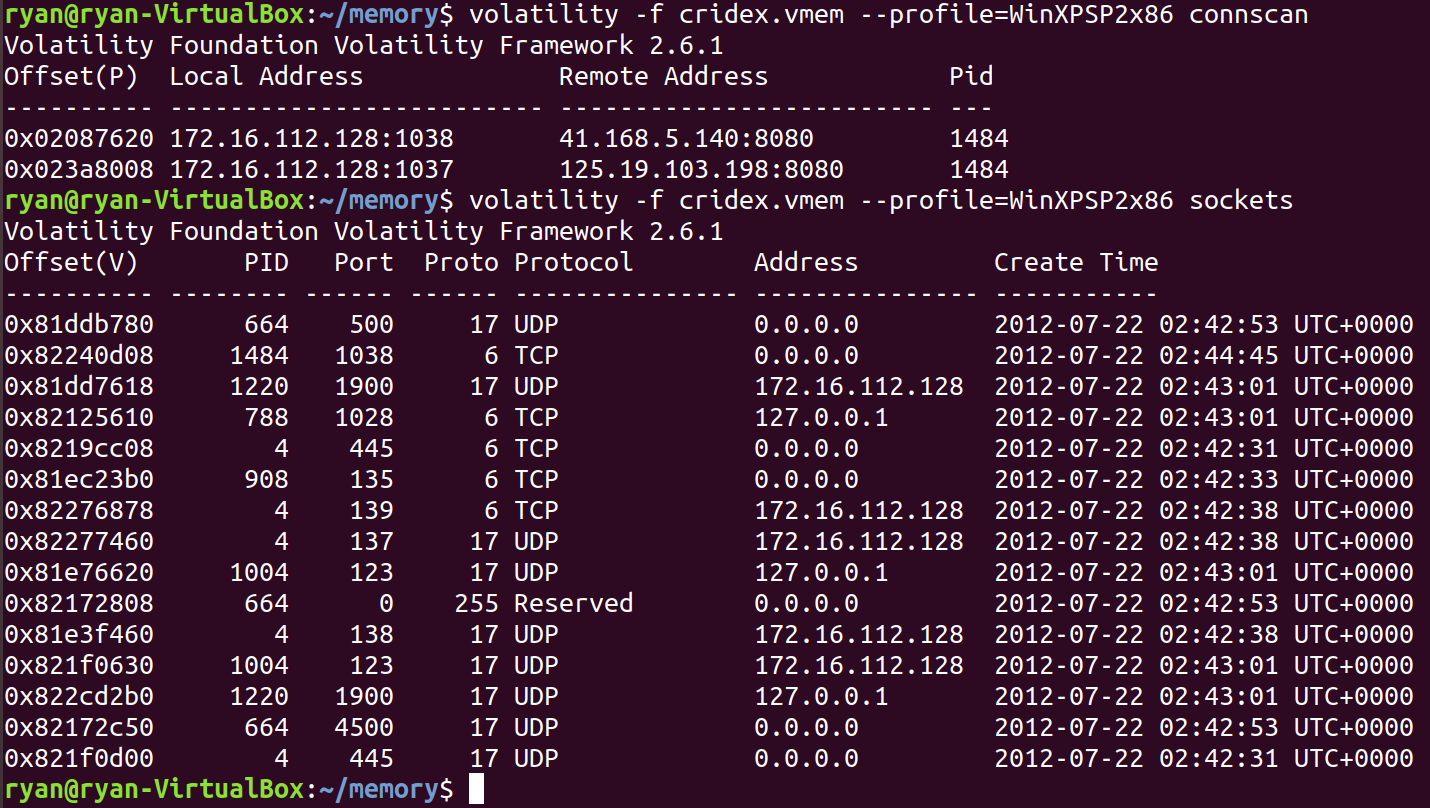 ryan@ryan-VirtualBox:~/memory$ volatility -f cridex.vmem --profile=WinXPSP2x86 connscan
Volatility Foundation Volatility Framework 2.6.1
Offset(P)  Local Address             Remote Address            Pid
---------- ------------------------- ------------------------- ---
0x02087620 172.16.112.128:1038       41.168.5.140:8080         1484
0x023a8008 172.16.112.128:1037       125.19.103.198:8080       1484
ryan@ryan-VirtualBox:~/memory$ volatility -f cridex.vmem --profile=WinXPSP2x86 sockets
Volatility Foundation Volatility Framework 2.6.1
Offset(V)       PID   Port  Proto Protocol        Address         Create Time
---------- -------- ------ ------ --------------- --------------- -----------
0x81ddb780      664    500     17 UDP             0.0.0.0         2012-07-22 02:42:53 UTC+0000
0x82240d08     1484   1038      6 TCP             0.0.0.0         2012-07-22 02:44:45 UTC+0000
0x81dd7618     1220   1900     17 UDP             172.16.112.128  2012-07-22 02:43:01 UTC+0000
0x82125610      788   1028      6 TCP             127.0.0.1       2012-07-22 02:43:01 UTC+0000
0x8219cc08        4    445      6 TCP             0.0.0.0         2012-07-22 02:42:31 UTC+0000
0x81ec23b0      908    135      6 TCP             0.0.0.0         2012-07-22 02:42:33 UTC+0000
0x82276878        4    139      6 TCP             172.16.112.128  2012-07-22 02:42:38 UTC+0000
0x82277460        4    137     17 UDP             172.16.112.128  2012-07-22 02:42:38 UTC+0000
0x81e76620     1004    123     17 UDP             127.0.0.1       2012-07-22 02:43:01 UTC+0000
0x82172808      664      0    255 Reserved        0.0.0.0         2012-07-22 02:42:53 UTC+0000
0x81e3f460        4    138     17 UDP             172.16.112.128  2012-07-22 02:42:38 UTC+0000
0x821f0630     1004    123     17 UDP             172.16.112.128  2012-07-22 02:43:01 UTC+0000
0x822cd2b0     1220   1900     17 UDP             127.0.0.1       2012-07-22 02:43:01 UTC+0000
0x82172c50      664   4500     17 UDP             0.0.0.0         2012-07-22 02:42:53 UTC+0000
0x821f0d00        4    445     17 UDP             0.0.0.0         2012-07-22 02:42:31 UTC+0000
ryan@ryan-VirtualBox:~/memory$